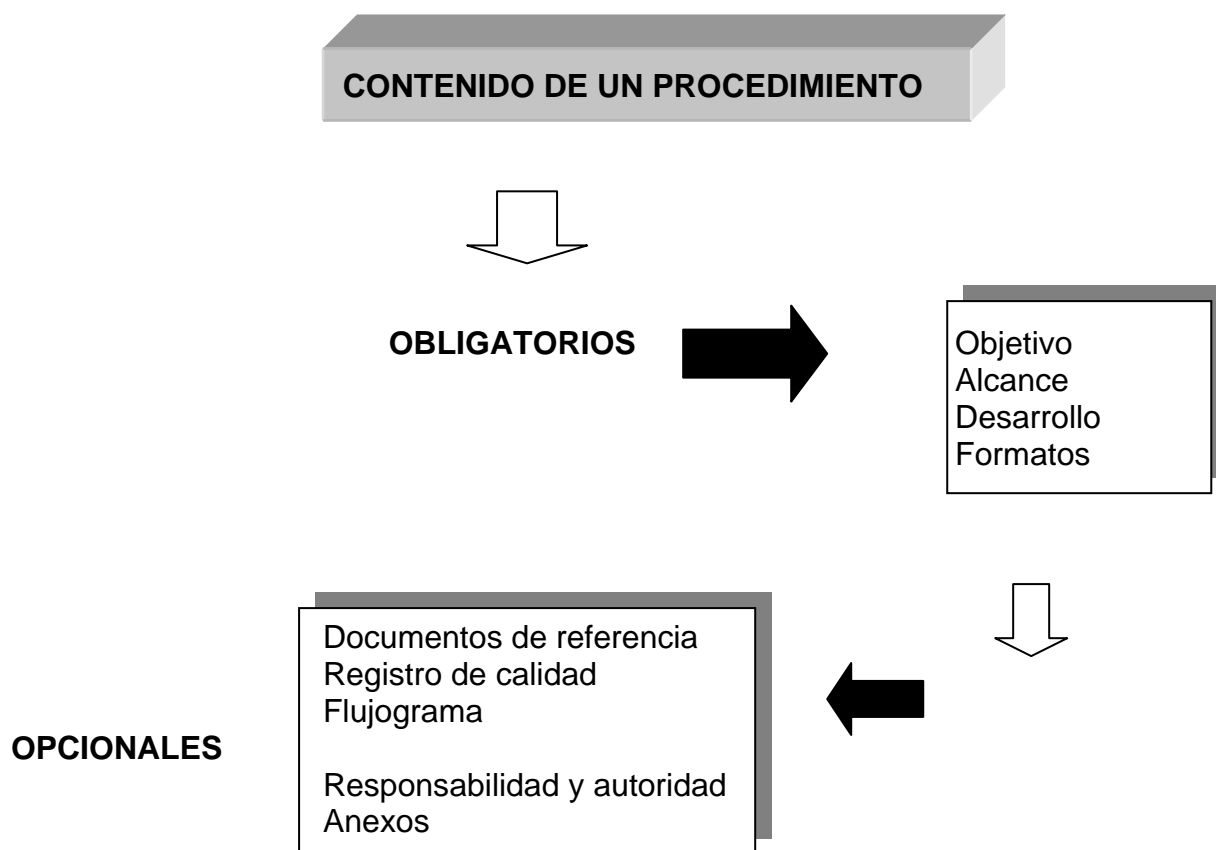 CONTENIDO DE UN PROCEDIMIENTO
OBLIGATORIOS
Objetivo
Alcance
Desarrollo
Formatos
OPCIONALES
Documentos de referencia
Registro de calidad
Flujograma
Responsabilidad y autoridad
Anexos